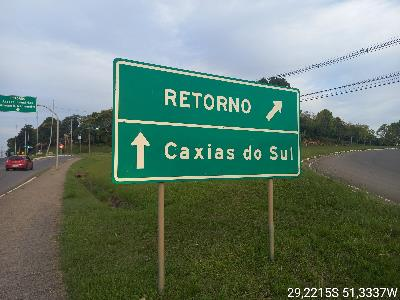 RETORNO
Caxias do Sul
29,2215S 51,3337W